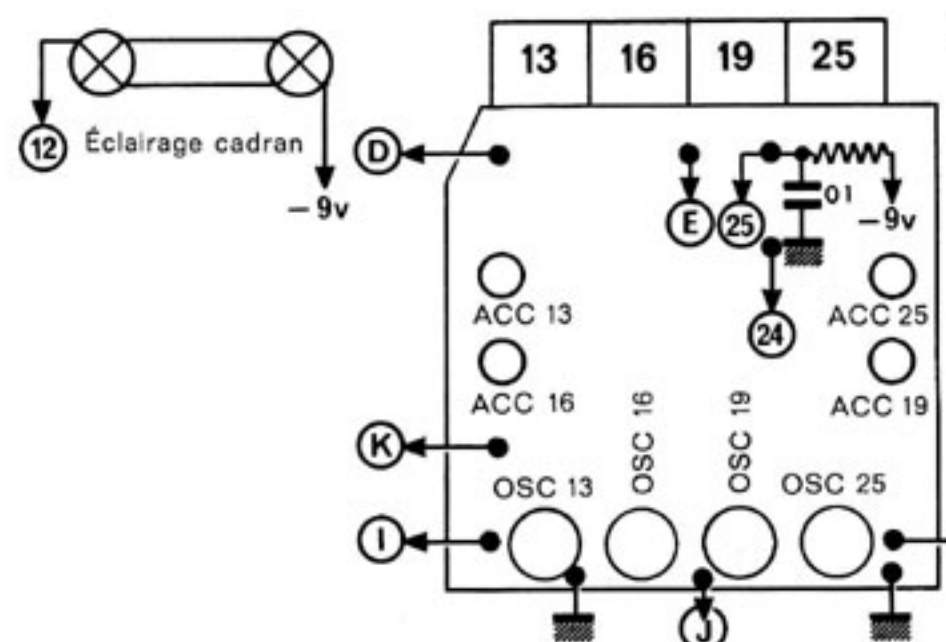 13 16 19 25
12 Éclairage cadran
-9v
D
E 25 01 -9v
24
ACC 13 ACC 25
ACC 16 ACC 19
OSC 16 OSC 19
K
OSC 13 OSC 25
I
J